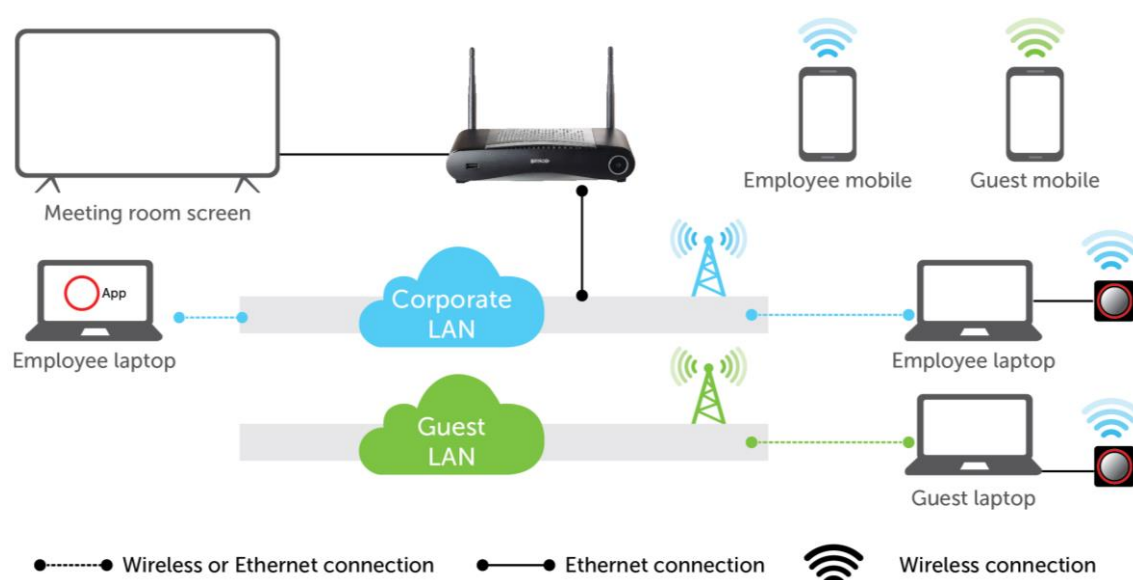 Meeting room screen
Employee mobile
Guest mobile
App
Employee laptop
Corporate
LAN
Employee laptop
Guest
LAN
Guest laptop
Wireless or Ethernet connection
Ethernet connection
Wireless connection